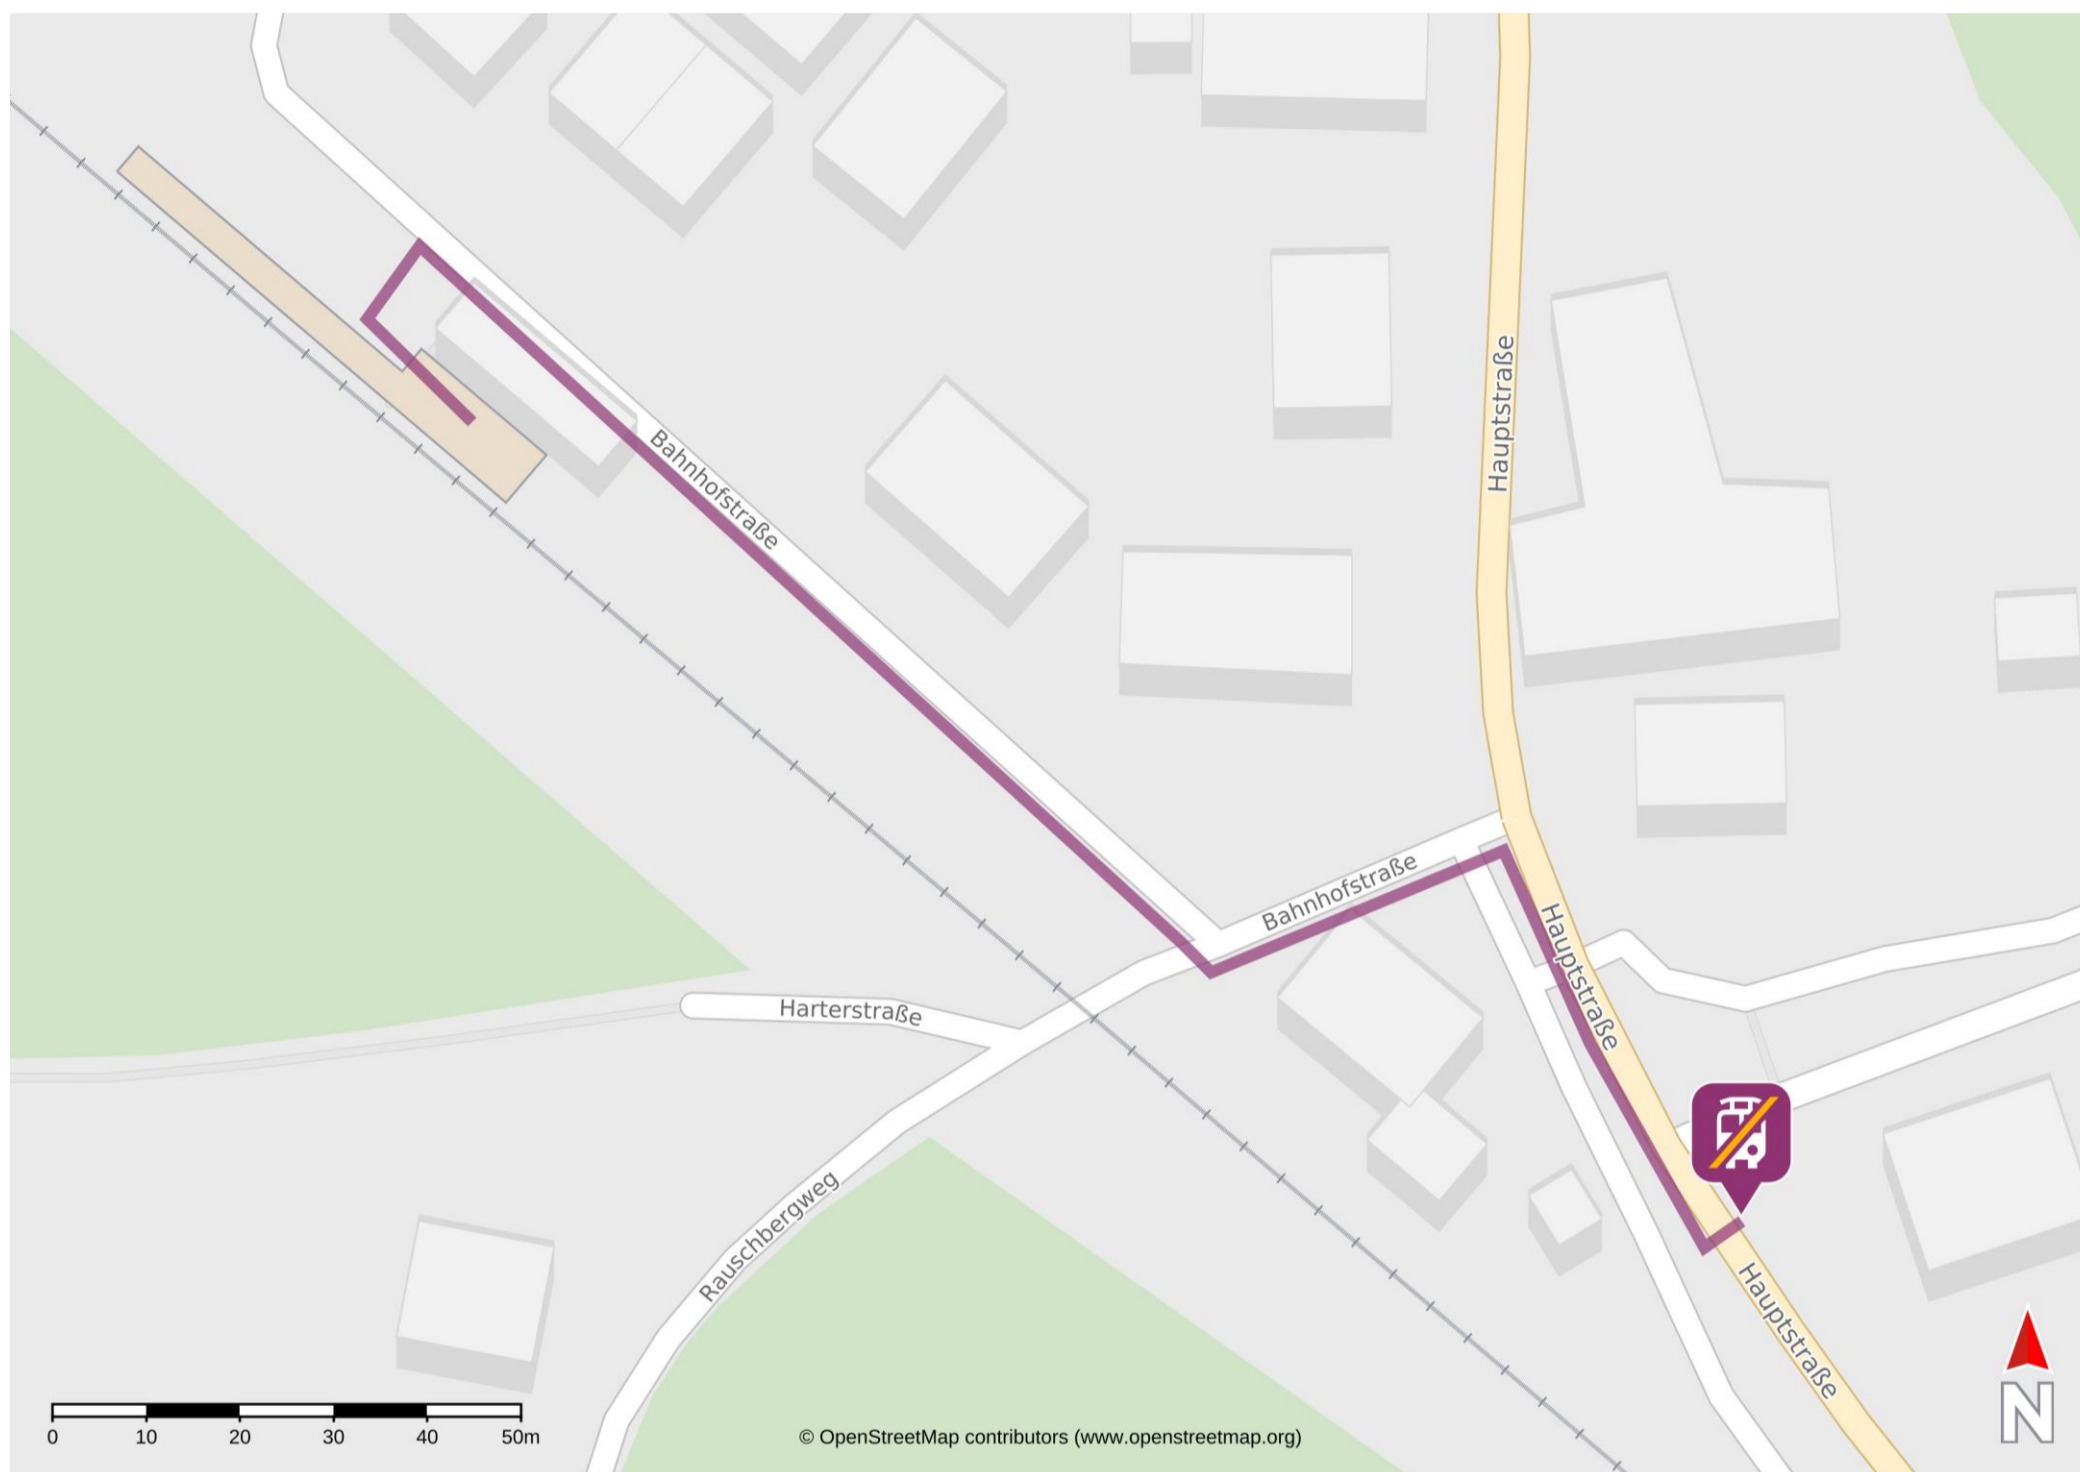 Hauptstraße
Bahnhofstraße
Bahnhofstraße
Hauptstraße
Harterstraße
Rauschbergweg
Hauptstraße
0 10 20 30 40 50m
© OpenStreetMap contributors (www.openstreetmap.org)
N